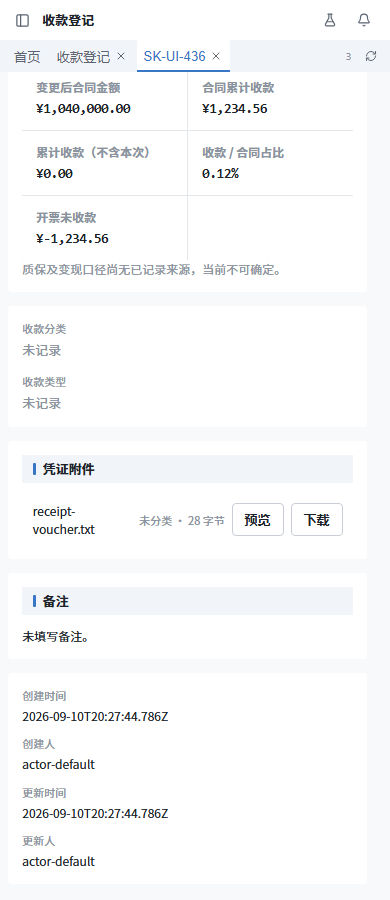 收款登记
首页 收款登记 × SK-UI-436 × 3
变更后合同金额 合同累计收款
¥1,040,000.00 ¥1,234.56
累计收款（不含本次） 收款 / 合同占比
¥0.00 0.12%
开票未收款
¥-1,234.56
质保及变现口径尚无已记录来源，当前不可确定。
收款分类
未记录
收款类型
未记录
凭证附件
receipt-
voucher.txt
未分类 · 28 字节 预览 下载
备注
未填写备注。
创建时间
2026-09-10T20:27:44.786Z
创建人
actor-default
更新时间
2026-09-10T20:27:44.786Z
更新人
actor-default